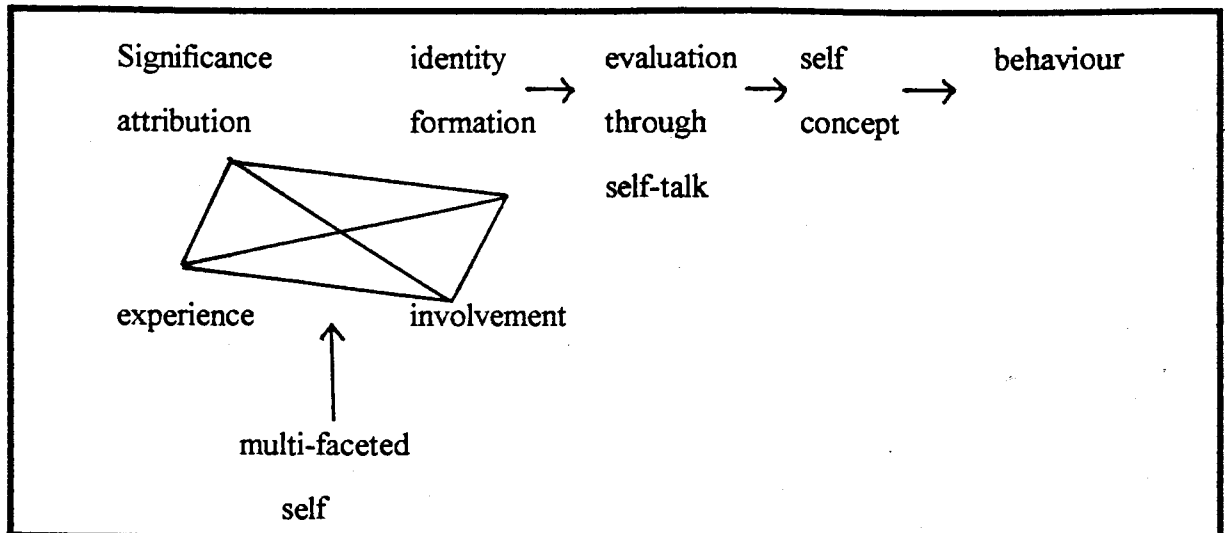 Significance identity evaluation self behaviour
attribution formation through concept
self-talk
experience involvement
multi-faceted
self